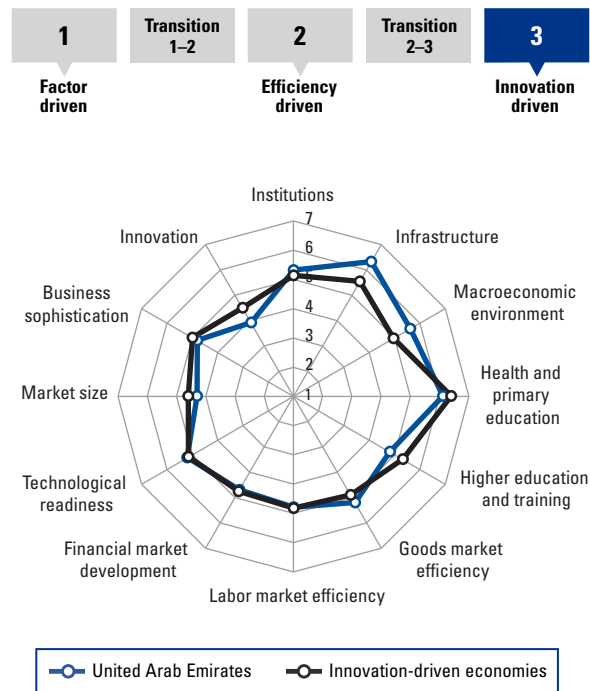 1
Transition
1–2
2
Transition
2–3
3
Factor
driven
Efficiency
driven
Innovation
driven
Institutions
7
Innovation
Infrastructure
6
5
Business
sophistication
Macroeconomic
environment
4
3
2
Market size
1
Health and
primary
education
Technological
readiness
Higher education
and training
Financial market
development
Goods market
efficiency
Labor market efficiency
United Arab Emirates
Innovation-driven economies